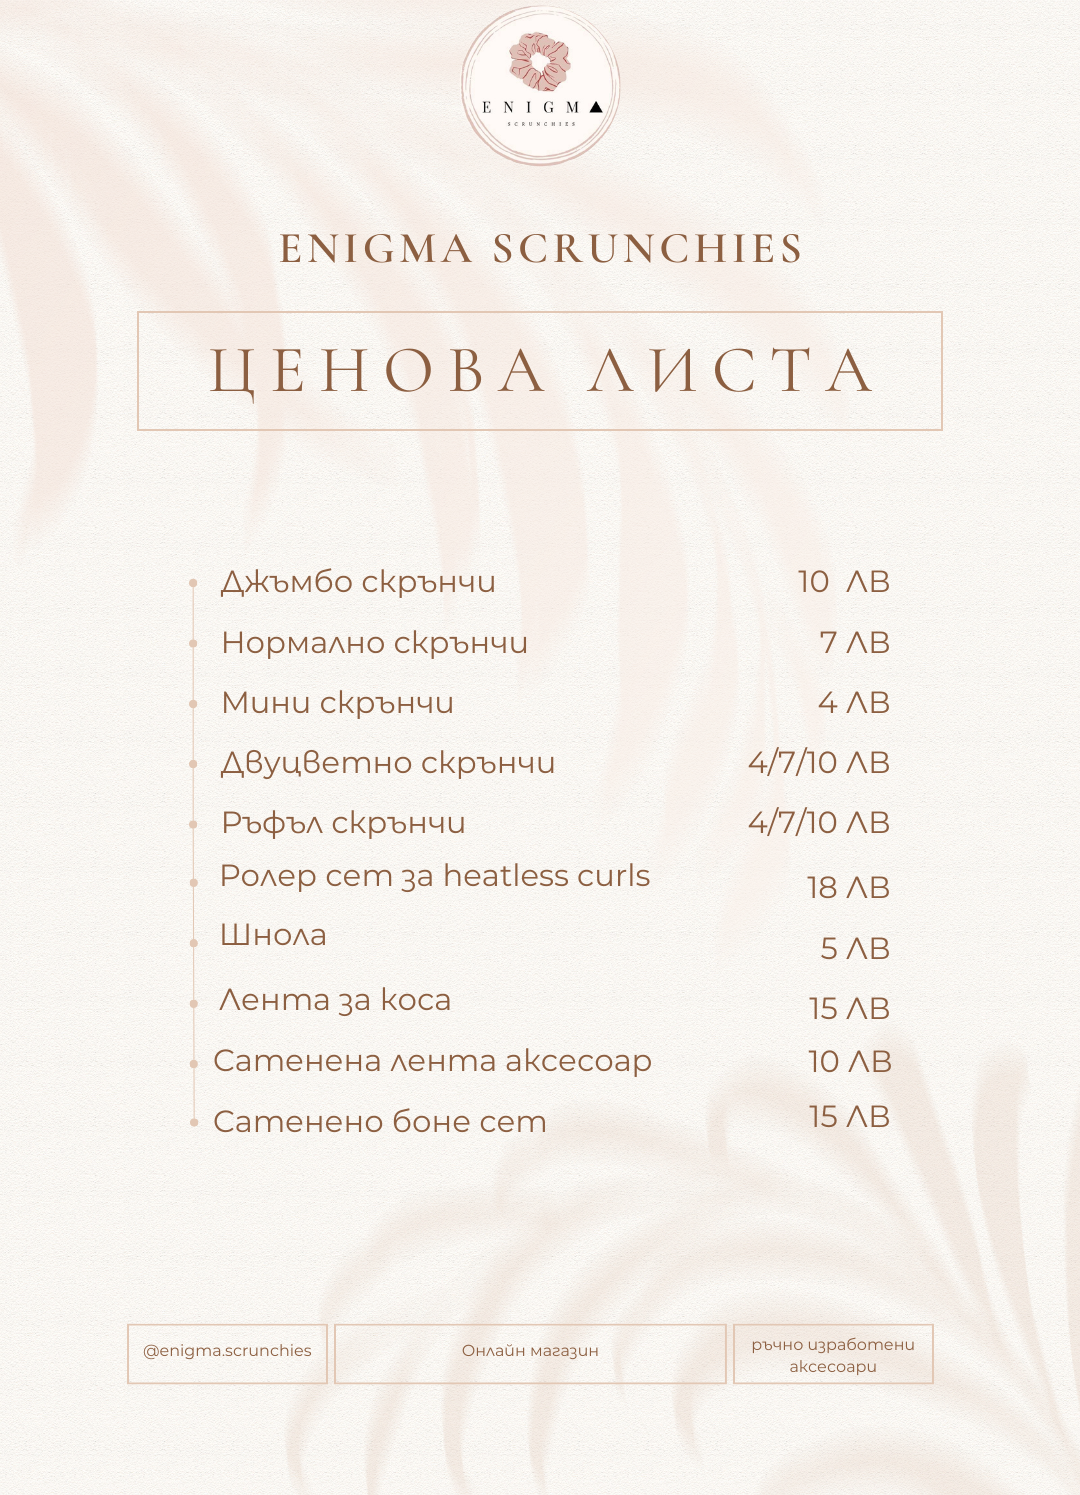 ENIGMA
SCRUNCHIES
ENIGMA SCRUNCHIES
ЦЕНОВА ЛИСТА
Джъмбо скрънчи 10 ЛВ
Нормално скрънчи 7 ЛВ
Мини скрънчи 4 ЛВ
Двуцветно скрънчи 4/7/10 ЛВ
Ръфъл скрънчи 4/7/10 ЛВ
Ролер сет за heatless curls 18 ЛВ
Шнола 5 ЛВ
Лента за коса 15 ЛВ
Сатенена лента аксесоар 10 ЛВ
Сатенено боне сет 15 ЛВ
@enigma.scrunchies
Онлайн магазин
ръчно изработени
аксесоари